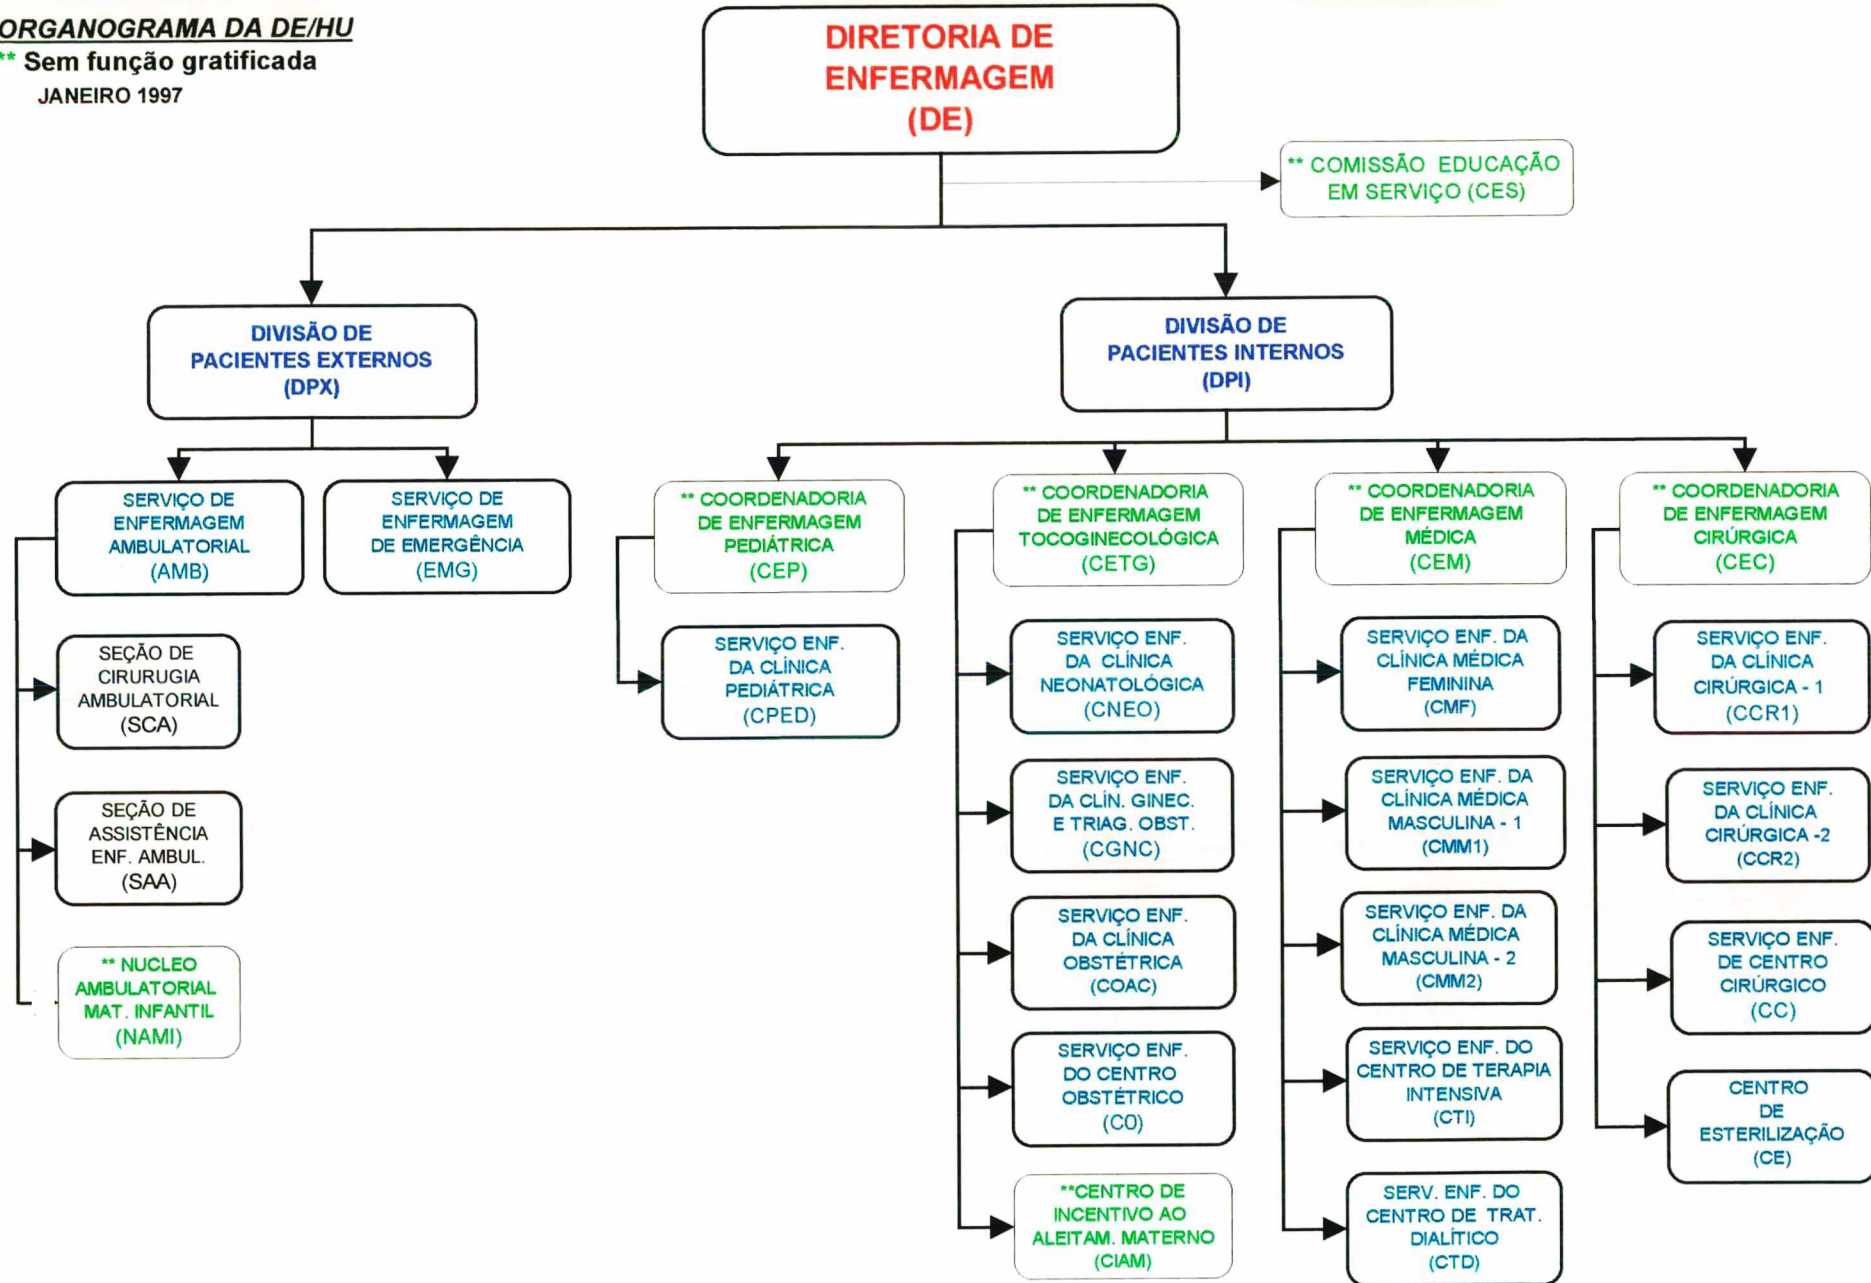 ORGANOGRAMA DA DE/HU
** Sem função gratificada
JANEIRO 1997
DIRETORIA DE
ENFERMAGEM
(DE)
** COMISSÃO EDUCAÇÃO
EM SERVIÇO (CES)
DIVISÃO DE
PACIENTES EXTERNOS
(DPX)
DIVISÃO DE
PACIENTES INTERNOS
(DPI)
SERVIÇO DE
ENFERMAGEM
AMBULATORIAL
(AMB)
SERVIÇO DE
ENFERMAGEM
DE EMERGÊNCIA
(EMG)
** COORDENADORIA
DE ENFERMAGEM
PEDIÁTRICA
(CEP)
** COORDENADORIA
DE ENFERMAGEM
TOCOGINECOLÓGICA
(CETG)
** COORDENADORIA
DE ENFERMAGEM
MÉDICA
(CEM)
** COORDENADORIA
DE ENFERMAGEM
CIRÚRGICA
(CEC)
SEÇÃO DE
CIRURUGIA
AMBULATORIAL
(SCA)
SEÇÃO DE
ASSISTÊNCIA
ENF. AMBUL.
(SAA)
** NUCLEO
AMBULATORIAL
MAT. INFANTIL
(NAMI)
SERVIÇO ENF.
DA CLÍNICA
PEDIÁTRICA
(CPED)
SERVIÇO ENF.
DA CLÍNICA
NEONATOLÓGICA
(CNEO)
SERVIÇO ENF.
DA CLÍN. GINEC.
E TRIAG. OBST.
(CGNC)
SERVIÇO ENF.
DA CLÍNICA
OBSTÉTRICA
(COAC)
SERVIÇO ENF.
DO CENTRO
OBSTÉTRICO
(CO)
**CENTRO DE
INCENTIVO AO
ALEITAM. MATERNO
(CIAM)
SERVIÇO ENF. DA
CLÍNICA MÉDICA
FEMININA
(CMF)
SERVIÇO ENF. DA
CLÍNICA MÉDICA
MASCULINA - 1
(CMM1)
SERVIÇO ENF. DA
CLÍNICA MÉDICA
MASCULINA - 2
(CMM2)
SERVIÇO ENF. DO
CENTRO DE TERAPIA
INTENSIVA
(CTI)
SERV. ENF. DO
CENTRO DE TRAT.
DIALÍTICO
(CTD)
SERVIÇO ENF.
DA CLÍNICA
CIRÚRGICA - 1
(CCR1)
SERVIÇO ENF.
DA CLÍNICA
CIRÚRGICA -2
(CCR2)
SERVIÇO ENF.
DE CENTRO
CIRÚRGICO
(CC)
CENTRO
DE
ESTERILIZAÇÃO
(CE)